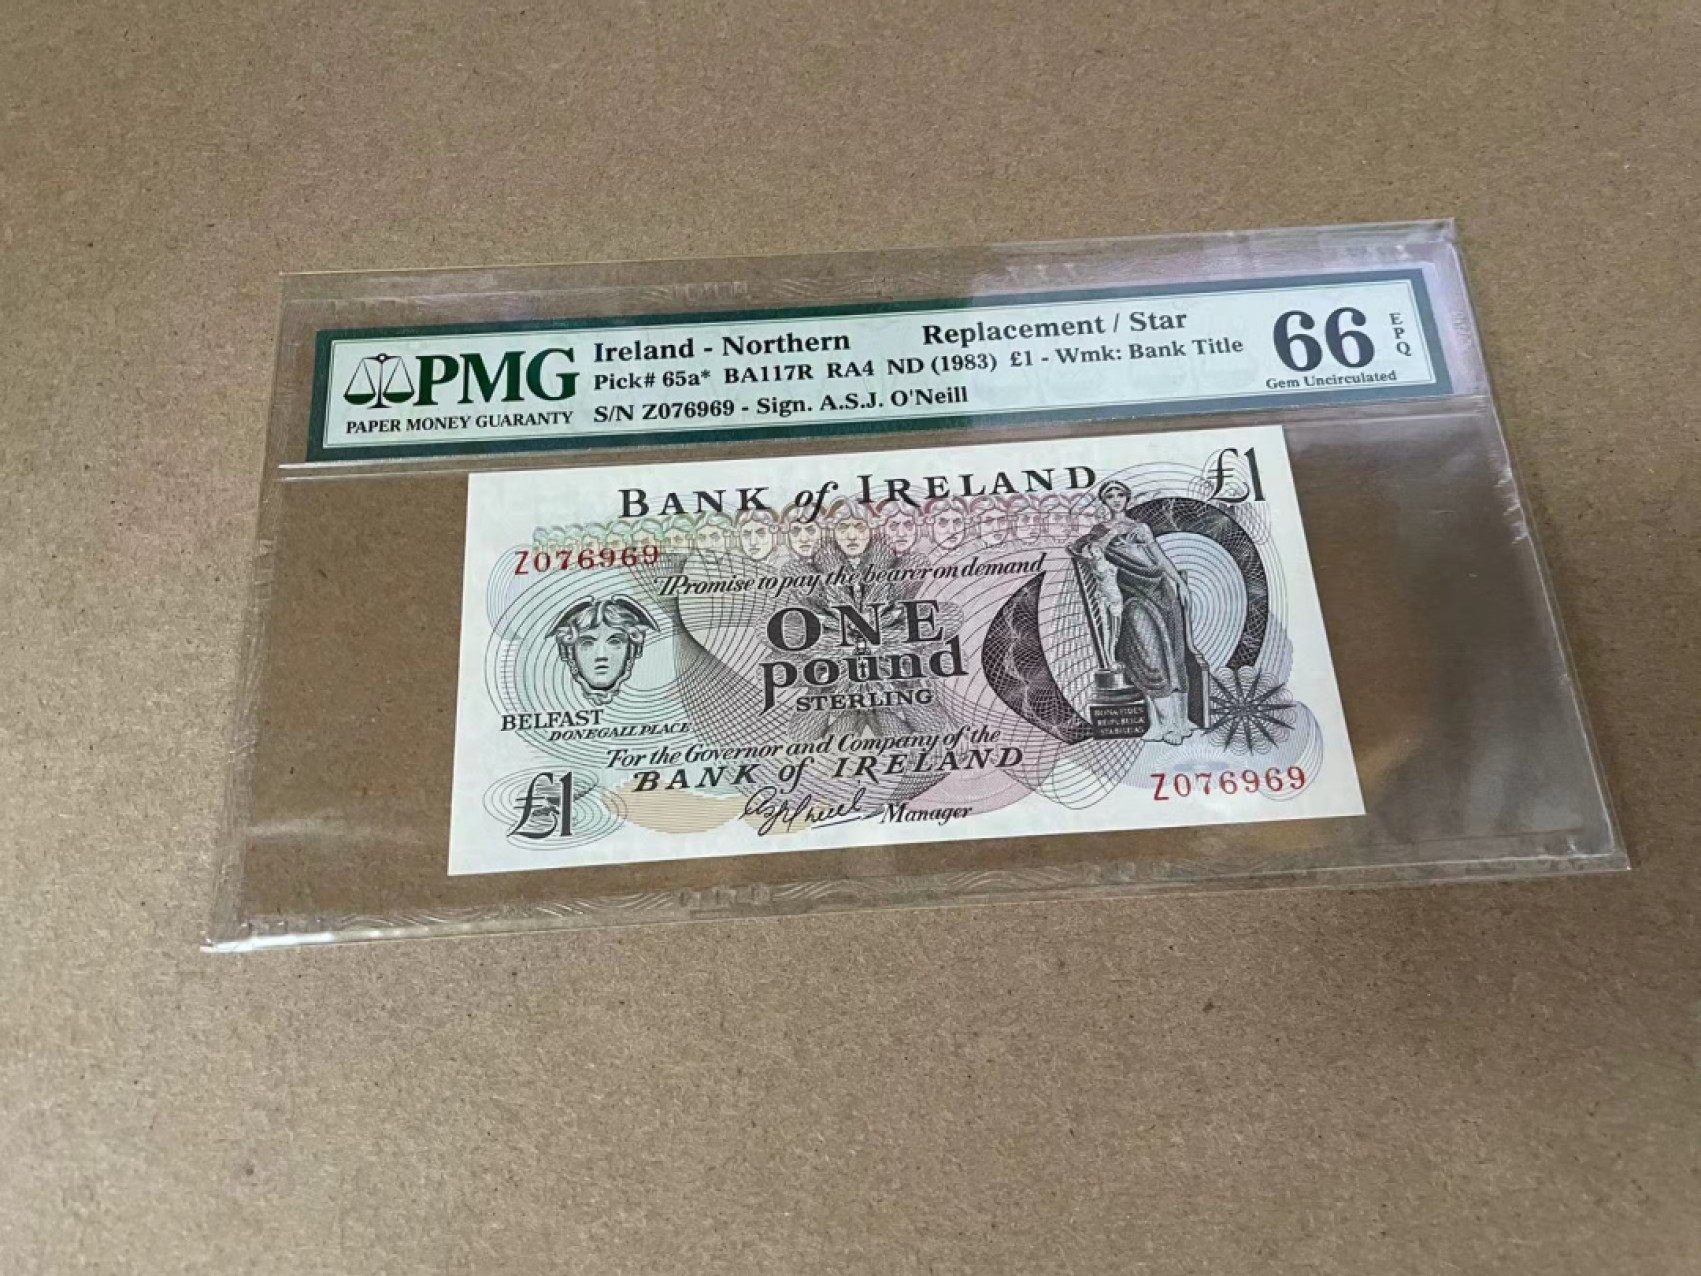 PMG
PAPER MONEY GUARANTY
Ireland - Northern Replacement / Star
Pick# 65a* BA117R RA4 ND (1983) £1 - Wmk: Bank Title
S/N Z076969 - Sign. A.S.J. O'Neill
66
EPQ
Gem Uncirculated
BANK of IRELAND
£1
Z076969
I Promise to pay the bearer on demand
ONE
pound
STERLING
BELFAST
DONEGALL PLACE
For the Governor and Company of the
BANK of IRELAND
£1
Manager
Z076969